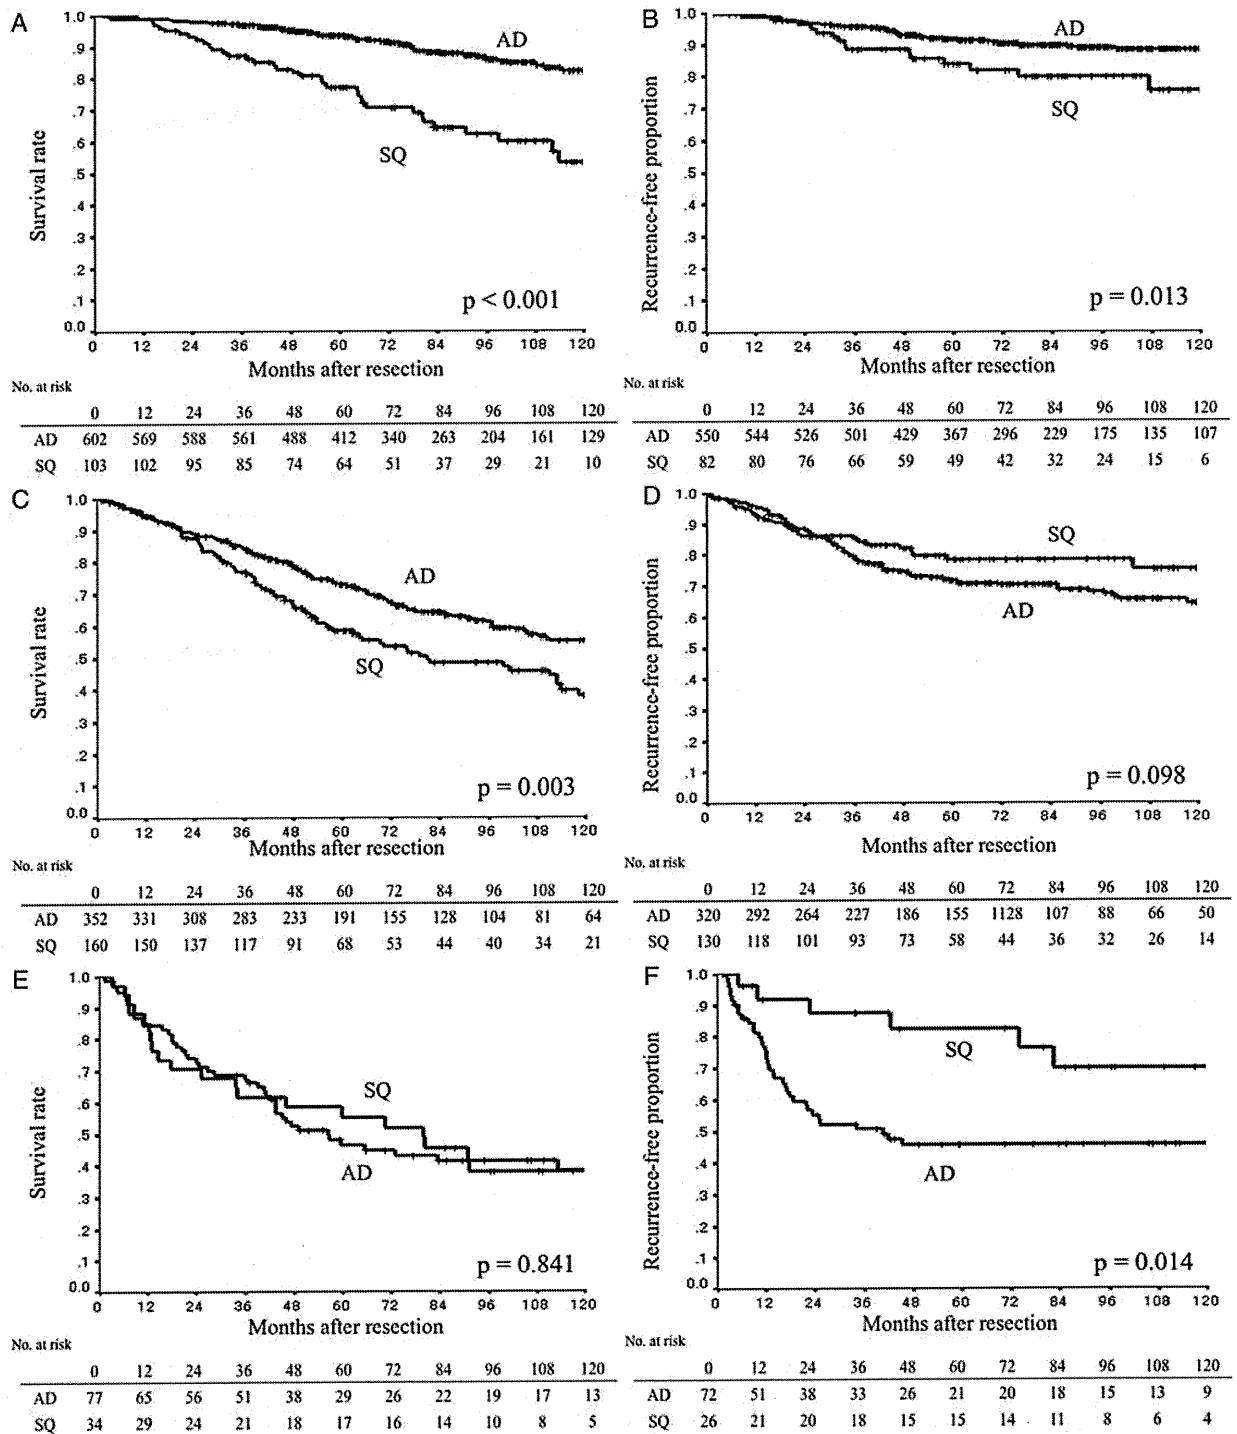 A
1.0
.9
.8
.7
.6
.5
.4
.3
.2
.1
0.0
Survival rate
AD
SQ
p < 0.001
0 12 24 36 48 60 72 84 96 108 120
Months after resection
No. at risk
0 12 24 36 48 60 72 84 96 108 120
AD 602 569 588 561 488 412 340 263 204 161 129
SQ 103 102 95 85 74 64 51 37 29 21 10
B
1.0
.9
.8
.7
.6
.5
.4
.3
.2
.1
0.0
Recurrence-free proportion
AD
SQ
p = 0.013
0 12 24 36 48 60 72 84 96 108 120
Months after resection
No. at risk
0 12 24 36 48 60 72 84 96 108 120
AD 550 544 526 501 429 367 296 229 175 135 107
SQ 82 80 76 66 59 49 42 32 24 15 6
C
1.0
.9
.8
.7
.6
.5
.4
.3
.2
.1
0.0
Survival rate
AD
SQ
p = 0.003
0 12 24 36 48 60 72 84 96 108 120
Months after resection
No. at risk
0 12 24 36 48 60 72 84 96 108 120
AD 352 331 308 283 233 191 155 128 104 81 64
SQ 160 150 137 117 91 68 53 44 40 34 21
D
1.0
.9
.8
.7
.6
.5
.4
.3
.2
.1
0.0
Recurrence-free proportion
SQ
AD
p = 0.098
0 12 24 36 48 60 72 84 96 108 120
Months after resection
No. at risk
0 12 24 36 48 60 72 84 96 108 120
AD 320 292 264 227 186 155 1128 107 88 66 50
SQ 130 118 101 93 73 58 44 36 32 26 14
E
1.0
.9
.8
.7
.6
.5
.4
.3
.2
.1
0.0
Survival rate
SQ
AD
p = 0.841
0 12 24 36 48 60 72 84 96 108 120
Months after resection
No. at risk
0 12 24 36 48 60 72 84 96 108 120
AD 77 65 56 51 38 29 26 22 19 17 13
SQ 34 29 24 21 18 17 16 14 10 8 5
F
1.0
.9
.8
.7
.6
.5
.4
.3
.2
.1
0.0
Recurrence-free proportion
SQ
AD
p = 0.014
0 12 24 36 48 60 72 84 96 108 120
Months after resection
No. at risk
0 12 24 36 48 60 72 84 96 108 120
AD 72 51 38 33 26 21 20 18 15 13 9
SQ 26 21 20 18 15 15 14 11 8 6 4